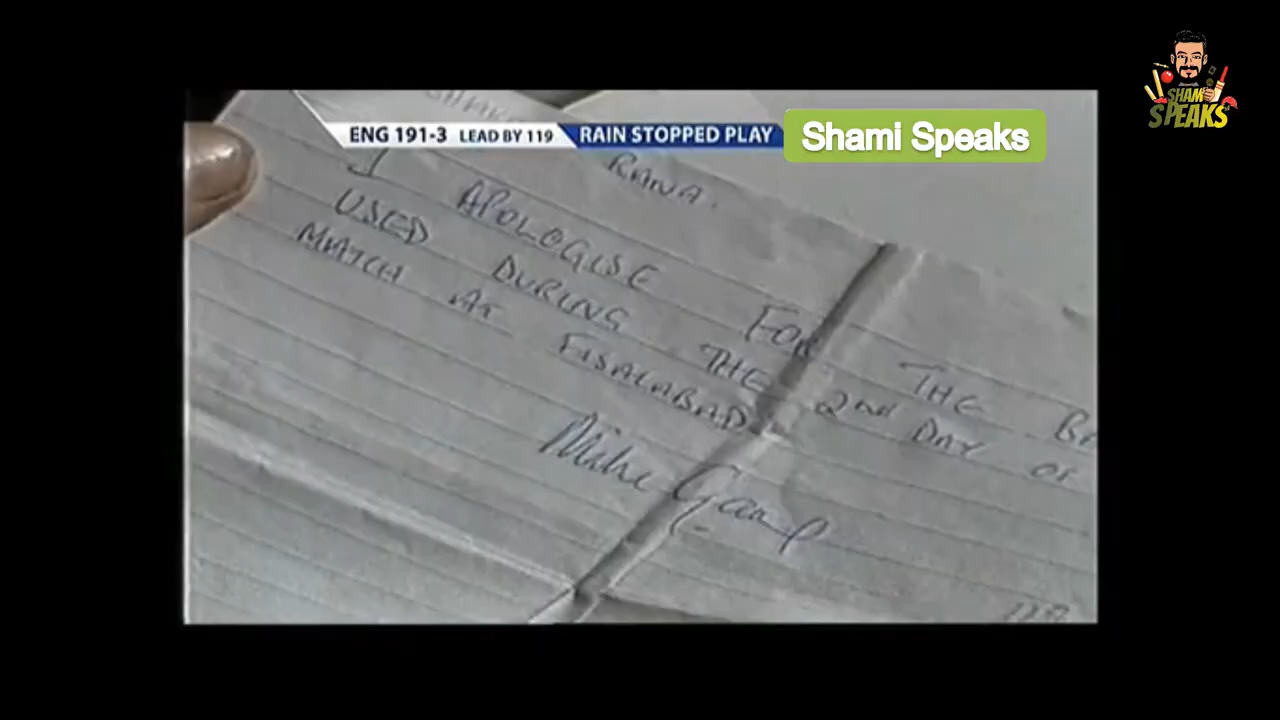 ENG 191-3 LEAD BY 119 RAIN STOPPED PLAY
Shami Speaks
SHAMI
SPEAKS
RANA.
I APOLOGISE FOR THE BA
USED DURING THE 2ND DAY OF
MATCH AT FISALABAD
Mike Gatting